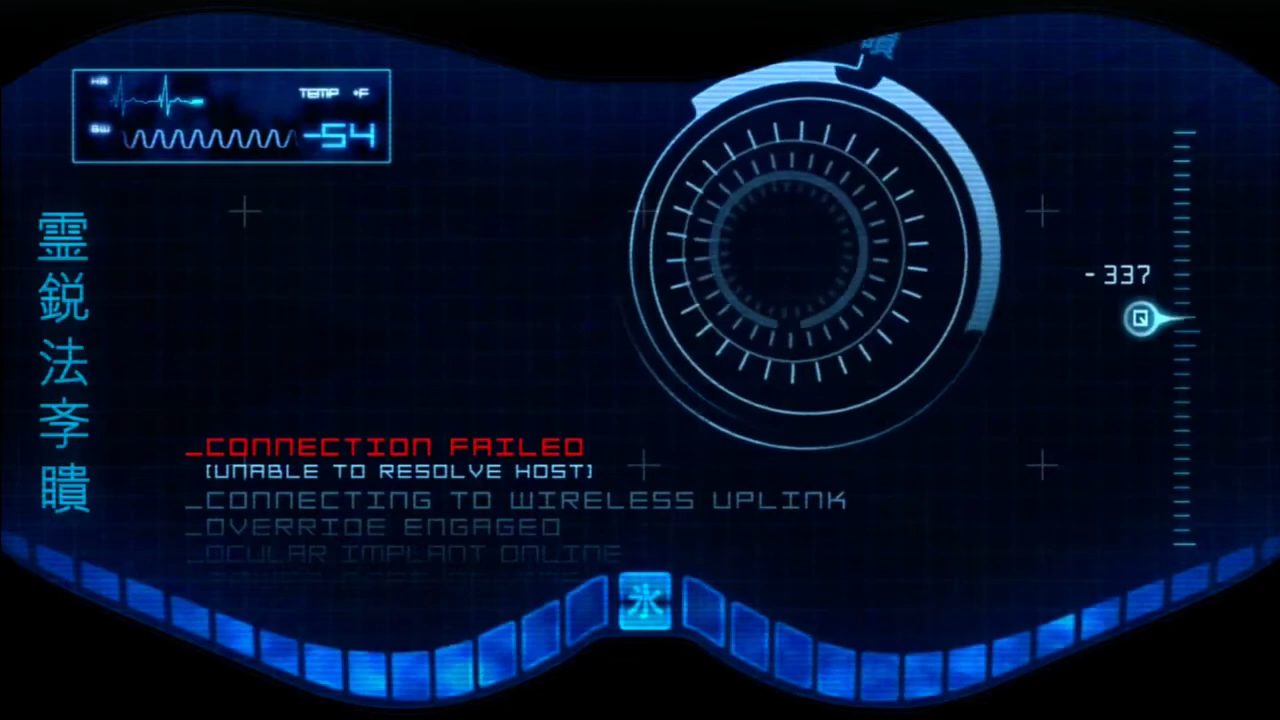 HR
TEMP °F
BW
-54
霊
鋭
法
斈
瞶
-337
_CONNECTION FAILED
(UNABLE TO RESOLVE HOST)
_CONNECTING TO WIRELESS UPLINK
_OVERRIDE ENGAGED
_OCULAR IMPLANT ONLINE
氷